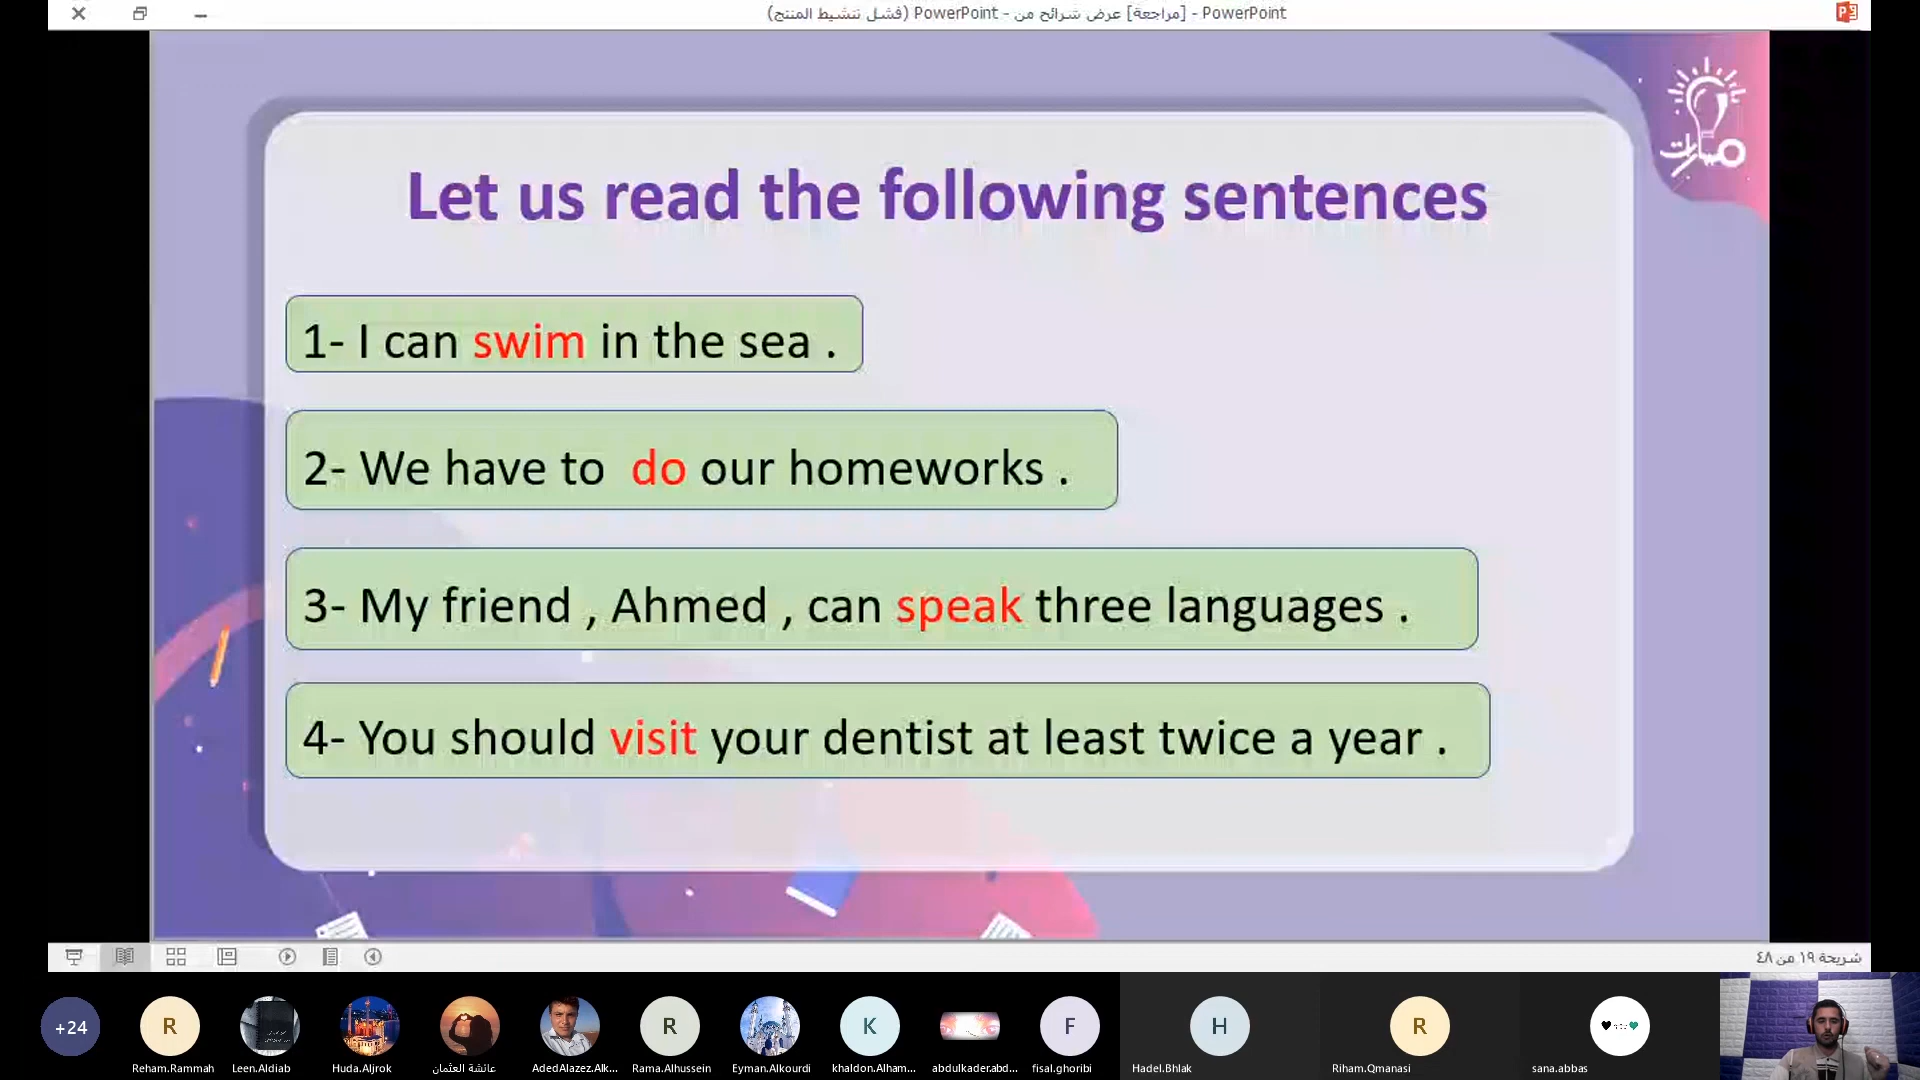 PowerPoint - [مراجعة] عرض شرائح من - PowerPoint (فشل تنشيط المنتج)
مسارات
Let us read the following sentences
1- I can swim in the sea .
2- We have to do our homeworks .
3- My friend , Ahmed , can speak three languages .
4- You should visit your dentist at least twice a year .
شريحة ١٩ من ٤٨
+24
R
R
K
F
H
R
Reham.Rammah
Leen.Aldiab
Huda.Aljrok
عائشة العثمان
AdedAlazez.Alk...
Rama.Alhussein
Eyman.Alkourdi
khaldon.Alham...
abdulkader.abd...
fisal.ghoribi
Hadel.Bhlak
Riham.Qmanasi
sana.abbas